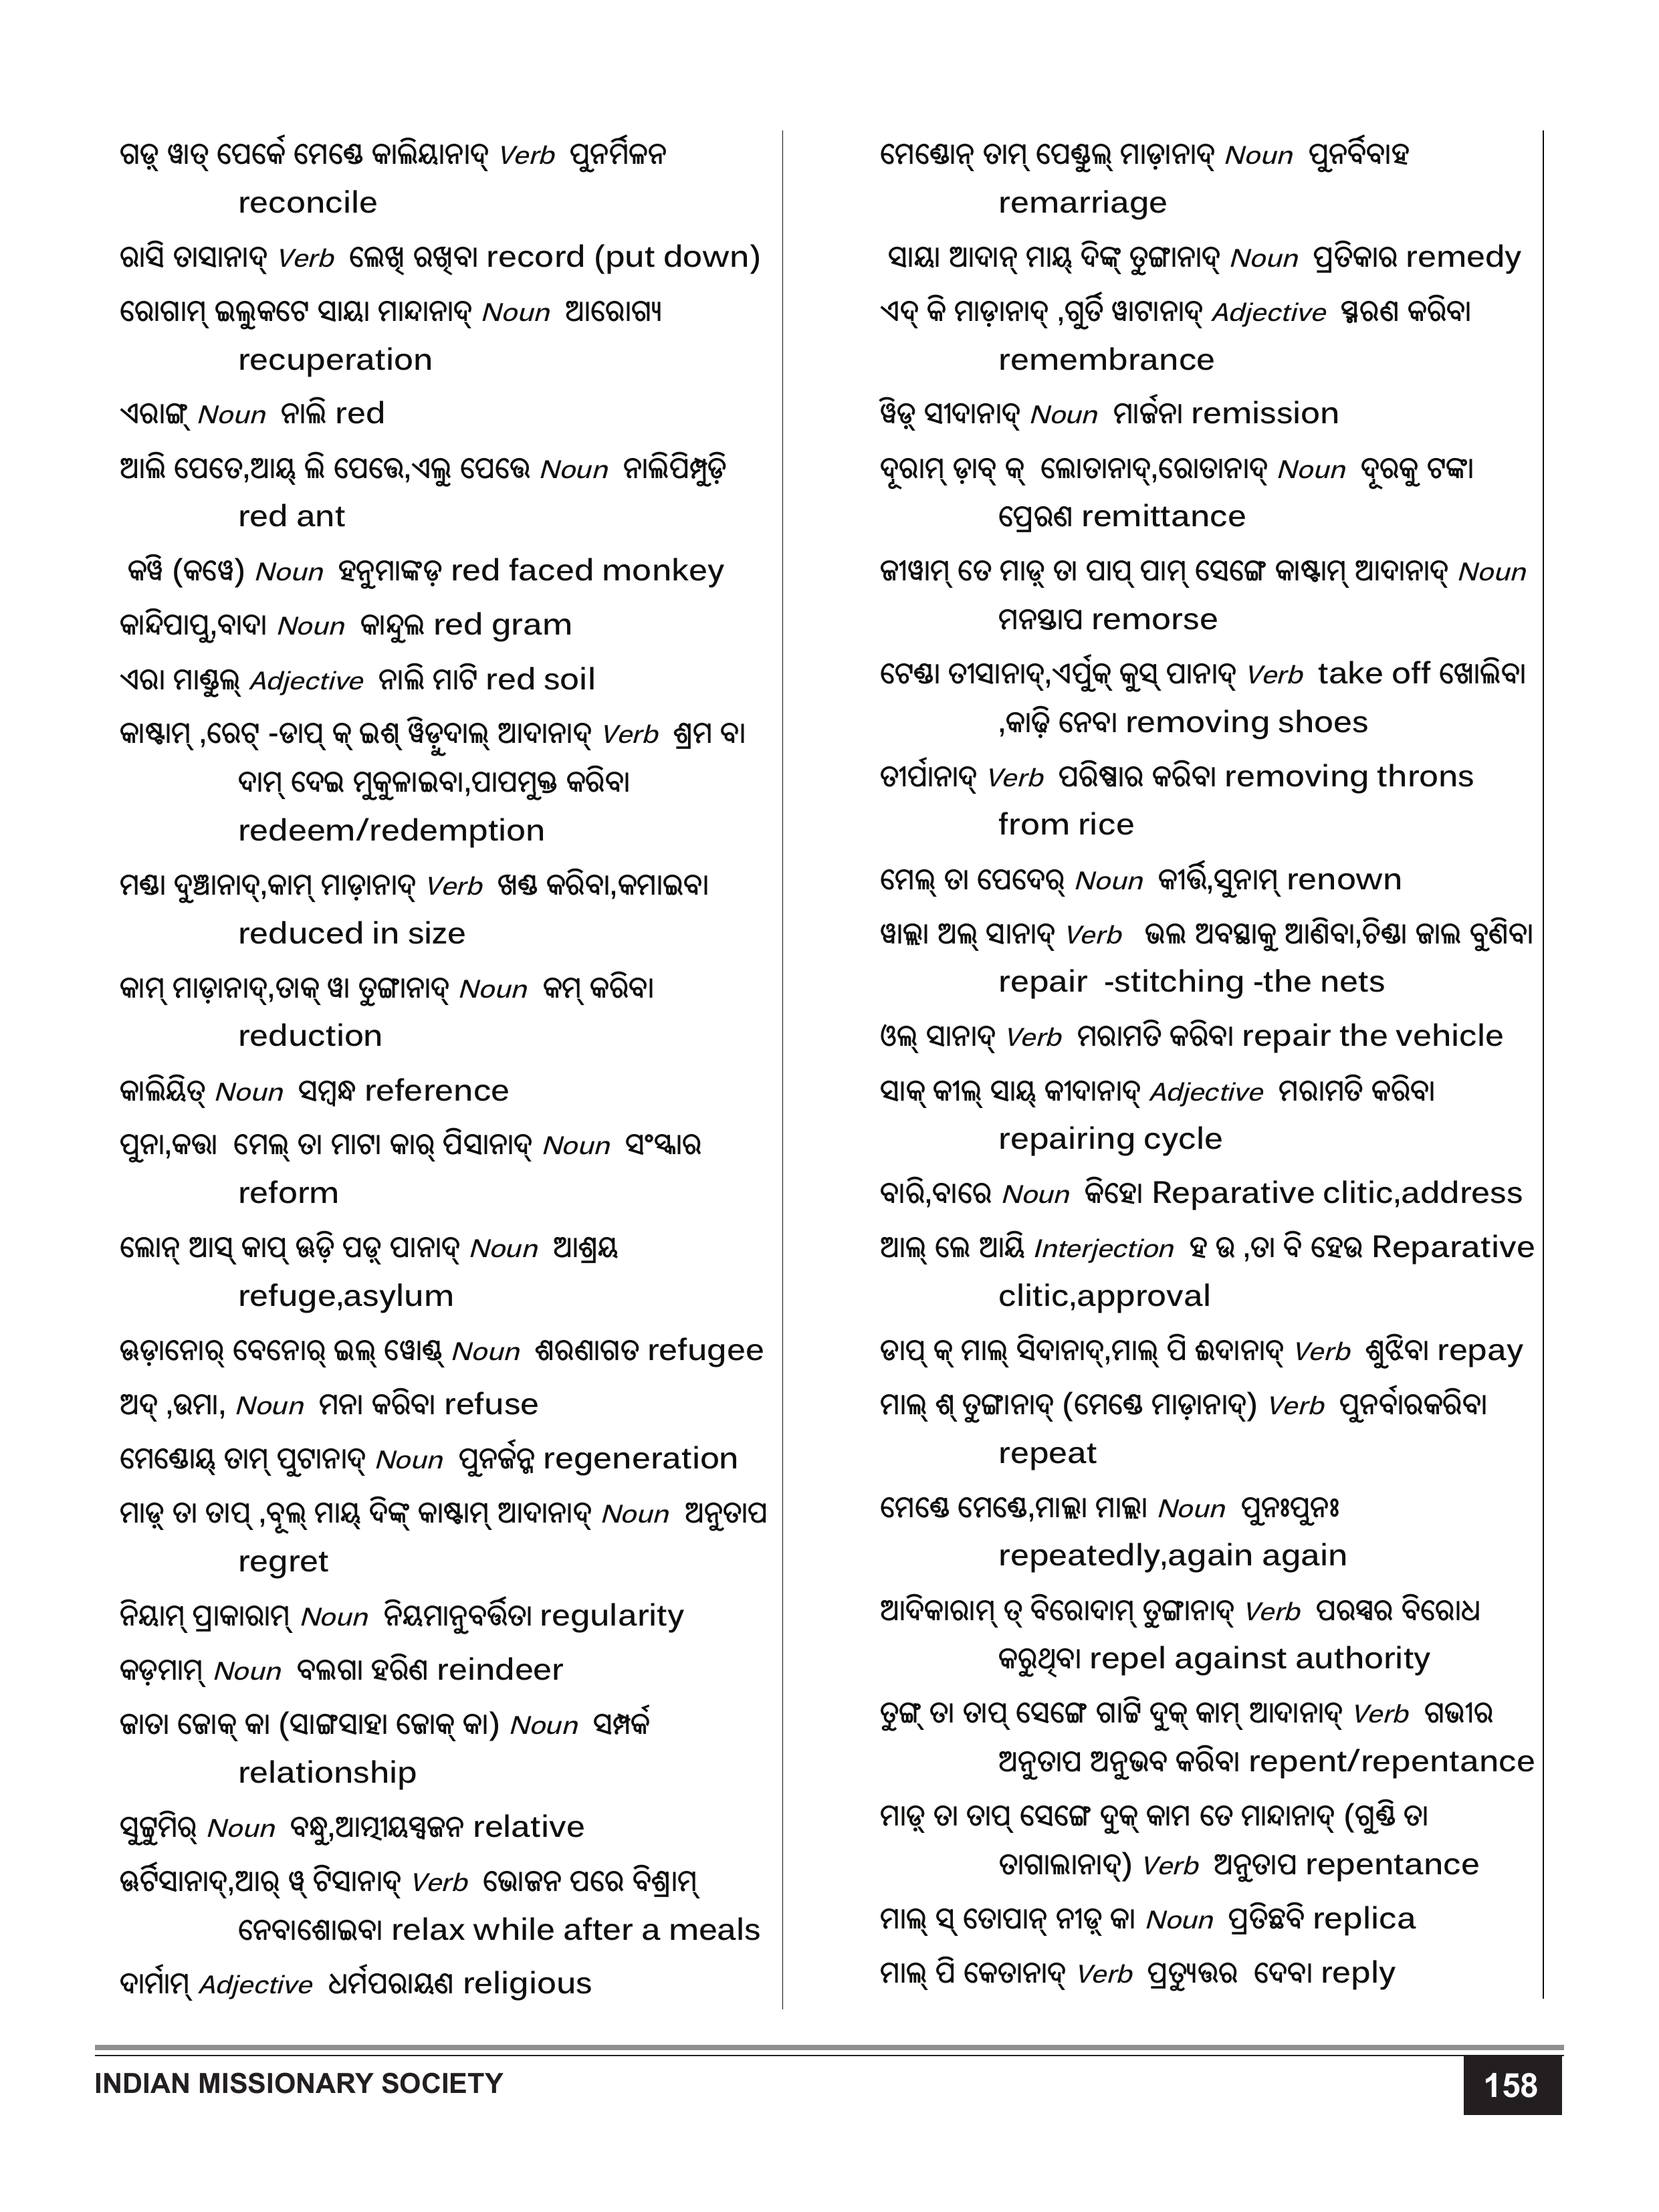 ଗଡ଼୍ ୱାତ୍ ପେର୍କେ ମେଣ୍ଡେ କାଲିୟାନାଦ୍ Verb ପୁନର୍ମିଳନ
reconcile
ରାସି ତାସାନାଦ୍ Verb ଲେଖି ରଖିବା record (put down)
ରୋଗାମ୍ ଇଲୁକଟେ ସାୟା ମାନ୍ଦାନାଦ୍ Noun ଆରୋଗ୍ୟ
recuperation
ଏରାଙ୍ଗ୍ Noun ନାଲି red
ଆଲି ପେତେ,ଆୟ୍ ଲି ପେତ୍ତେ,ଏଲୁ ପେତ୍ତେ Noun ନାଲିପିମ୍ପୁଡ଼ି
red ant
କୱି (କୱେ) Noun ହନୁମାଙ୍କଡ଼ red faced monkey
କାନ୍ଦିପାପୁ,ବାଦା Noun କାନ୍ଦୁଲ red gram
ଏରା ମାଣ୍ଡୁଲ୍ Adjective ନାଲି ମାଟି red soil
କାଷ୍ଟାମ୍ ,ରେଟ୍ -ଡାପ୍ କ୍ ଇଶ୍ ୱିଡ଼ୁଦାଲ୍ ଆଦାନାଦ୍ Verb ଶ୍ରମ ବା
ଦାମ୍ ଦେଇ ମୁକୁଳାଇବା,ପାପମୁକ୍ତ କରିବା
redeem/redemption
ମଣ୍ଡା ଦୁଞ୍ଚାନାଦ୍,କାମ୍ ମାଡ଼ାନାଦ୍ Verb ଖଣ୍ଡ କରିବା,କମାଇବା
reduced in size
କାମ୍ ମାଡ଼ାନାଦ୍,ତାକ୍ ୱା ତୁଙ୍ଗାନାଦ୍ Noun କମ୍ କରିବା
reduction
କାଲିୟିତ୍ Noun ସମ୍ବନ୍ଧ reference
ପୁନା,କତ୍ତା ମେଲ୍ ତା ମାଟା କାର୍ ପିସାନାଦ୍ Noun ସଂସ୍କାର
reform
ଲୋନ୍ ଆସ୍ କାପ୍ ଊଡ଼ି ପଡ଼୍ ପାନାଦ୍ Noun ଆଶ୍ରୟ
refuge,asylum
ଊଡ଼ାନୋର୍ ବେନୋର୍ ଇଲ୍ ୱୋଣ୍ଡ୍ Noun ଶରଣାଗତ refugee
ଅଦ୍ ,ଉମା, Noun ମନା କରିବା refuse
ମେଣ୍ଡୋୟ୍ ତାମ୍ ପୁଟାନାଦ୍ Noun ପୁନର୍ଜନ୍ମ regeneration
ମାଡ଼୍ ତା ତାପ୍ ,ବୂଲ୍ ମାୟ୍ ଦିଙ୍କ୍ କାଷ୍ଟାମ୍ ଆଦାନାଦ୍ Noun ଅନୁତାପ
regret
ନିୟାମ୍ ପ୍ରାକାରାମ୍ Noun ନିୟମାନୁବର୍ତ୍ତିତା regularity
କଡ଼ମାମ୍ Noun ବଲଗା ହରିଣ reindeer
ଜାତା ଜୋକ୍ କା (ସାଙ୍ଗସାହା ଜୋକ୍ କା) Noun ସମ୍ପର୍କ
relationship
ସୁଟ୍ଟୁମିର୍ Noun ବନ୍ଧୁ,ଆତ୍ମୀୟସ୍ୱଜନ relative
ଊର୍ଟିସାନାଦ୍,ଆର୍ ୱ୍ ଟିସାନାଦ୍ Verb ଭୋଜନ ପରେ ବିଶ୍ରାମ୍
ନେବାଶୋଇବା relax while after a meals
ଦାର୍ମାମ୍ Adjective ଧର୍ମପରାୟଣ religious
ମେଣ୍ଡୋନ୍ ତାମ୍ ପେଣ୍ଡୁଲ୍ ମାଡ଼ାନାଦ୍ Noun ପୁନର୍ବିବାହ
remarriage
ସାୟା ଆଦାନ୍ ମାୟ୍ ଦିଙ୍କ୍ ତୁଙ୍ଗାନାଦ୍ Noun ପ୍ରତିକାର remedy
ଏଦ୍ କି ମାଡ଼ାନାଦ୍ ,ଗୁର୍ତି ୱାଟାନାଦ୍ Adjective ସ୍ମରଣ କରିବା
remembrance
ୱିଡ଼୍ ସୀଦାନାଦ୍ Noun ମାର୍ଜନା remission
ଦୂରାମ୍ ଡ଼ାବ୍ କ୍ ଲୋତାନାଦ୍,ରୋତାନାଦ୍ Noun ଦୂରକୁ ଟଙ୍କା
ପ୍ରେରଣ remittance
ଜୀୱାମ୍ ତେ ମାଡ଼୍ ତା ପାପ୍ ପାମ୍ ସେଙ୍ଗେ କାଷ୍ଟାମ୍ ଆଦାନାଦ୍ Noun
ମନସ୍ତାପ remorse
ଟେଣ୍ଡା ତୀସାନାଦ୍,ଏର୍ପୁକ୍ କୁସ୍ ପାନାଦ୍ Verb take off ଖୋଲିବା
,କାଢ଼ି ନେବା removing shoes
ତୀର୍ପାନାଦ୍ Verb ପରିଷ୍କାର କରିବା removing throns
from rice
ମେଲ୍ ତା ପେଦେର୍ Noun କୀର୍ତ୍ତି,ସୁନାମ୍ renown
ୱାଲ୍ଲା ଅଲ୍ ସାନାଦ୍ Verb ଭଲ ଅବସ୍ଥାକୁ ଆଣିବା,ଚିଣ୍ଡା ଜାଲ ବୁଣିବା
repair -stitching -the nets
ଓଲ୍ ସାନାଦ୍ Verb ମରାମତି କରିବା repair the vehicle
ସାକ୍ କୀଲ୍ ସାୟ୍ କୀଦାନାଦ୍ Adjective ମରାମତି କରିବା
repairing cycle
ବାରି,ବାରେ Noun କିହୋ Reparative clitic,address
ଆଲ୍ ଲେ ଆୟି Interjection ହ ଉ ,ତା ବି ହେଉ Reparative
clitic,approval
ଡାପ୍ କ୍ ମାଲ୍ ସିଦାନାଦ୍,ମାଲ୍ ପି ଈଦାନାଦ୍ Verb ଶୁଝିବା repay
ମାଲ୍ ଶ୍ ତୁଙ୍ଗାନାଦ୍ (ମେଣ୍ଡେ ମାଡ଼ାନାଦ୍) Verb ପୁନର୍ବାରକରିବା
repeat
ମେଣ୍ଡେ ମେଣ୍ଡେ,ମାଲ୍ଲା ମାଲ୍ଲା Noun ପୁନଃପୁନଃ
repeatedly,again again
ଆଦିକାରାମ୍ ତ୍ ବିରୋଦାମ୍ ତୁଙ୍ଗାନାଦ୍ Verb ପରସ୍ପର ବିରୋଧ
କରୁଥିବା repel against authority
ତୁଙ୍ଗ୍ ତା ତାପ୍ ସେଙ୍ଗେ ଗାଟ୍ଟି ଦୁକ୍ କାମ୍ ଆଦାନାଦ୍ Verb ଗଭୀର
ଅନୁତାପ ଅନୁଭବ କରିବା repent/repentance
ମାଡ଼୍ ତା ତାପ୍ ସେଙ୍ଗେ ଦୁକ୍ କାମ ତେ ମାନ୍ଦାନାଦ୍ (ଗୁଣ୍ଡି ତା
ତାଗାଲାନାଦ୍) Verb ଅନୁତାପ repentance
ମାଲ୍ ସ୍ ତୋପାନ୍ ନୀଡ଼୍ କା Noun ପ୍ରତିଛବି replica
ମାଲ୍ ପି କେତାନାଦ୍ Verb ପ୍ରତ୍ୟୁଉର ଦେବା reply
INDIAN MISSIONARY SOCIETY
158